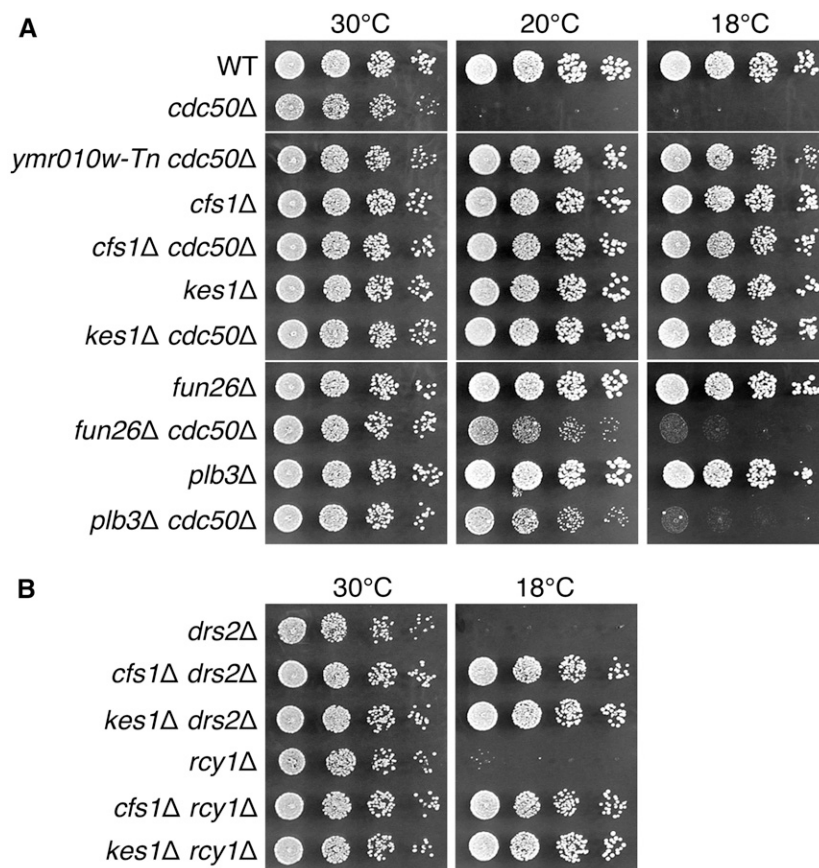 A
30°C 20°C 18°C
WT
cdc50Δ
ymr010w-Tn cdc50Δ
cfs1Δ
cfs1Δ cdc50Δ
kes1Δ
kes1Δ cdc50Δ
fun26Δ
fun26Δ cdc50Δ
plb3Δ
plb3Δ cdc50Δ
B
30°C 18°C
drs2Δ
cfs1Δ drs2Δ
kes1Δ drs2Δ
rcy1Δ
cfs1Δ rcy1Δ
kes1Δ rcy1Δ